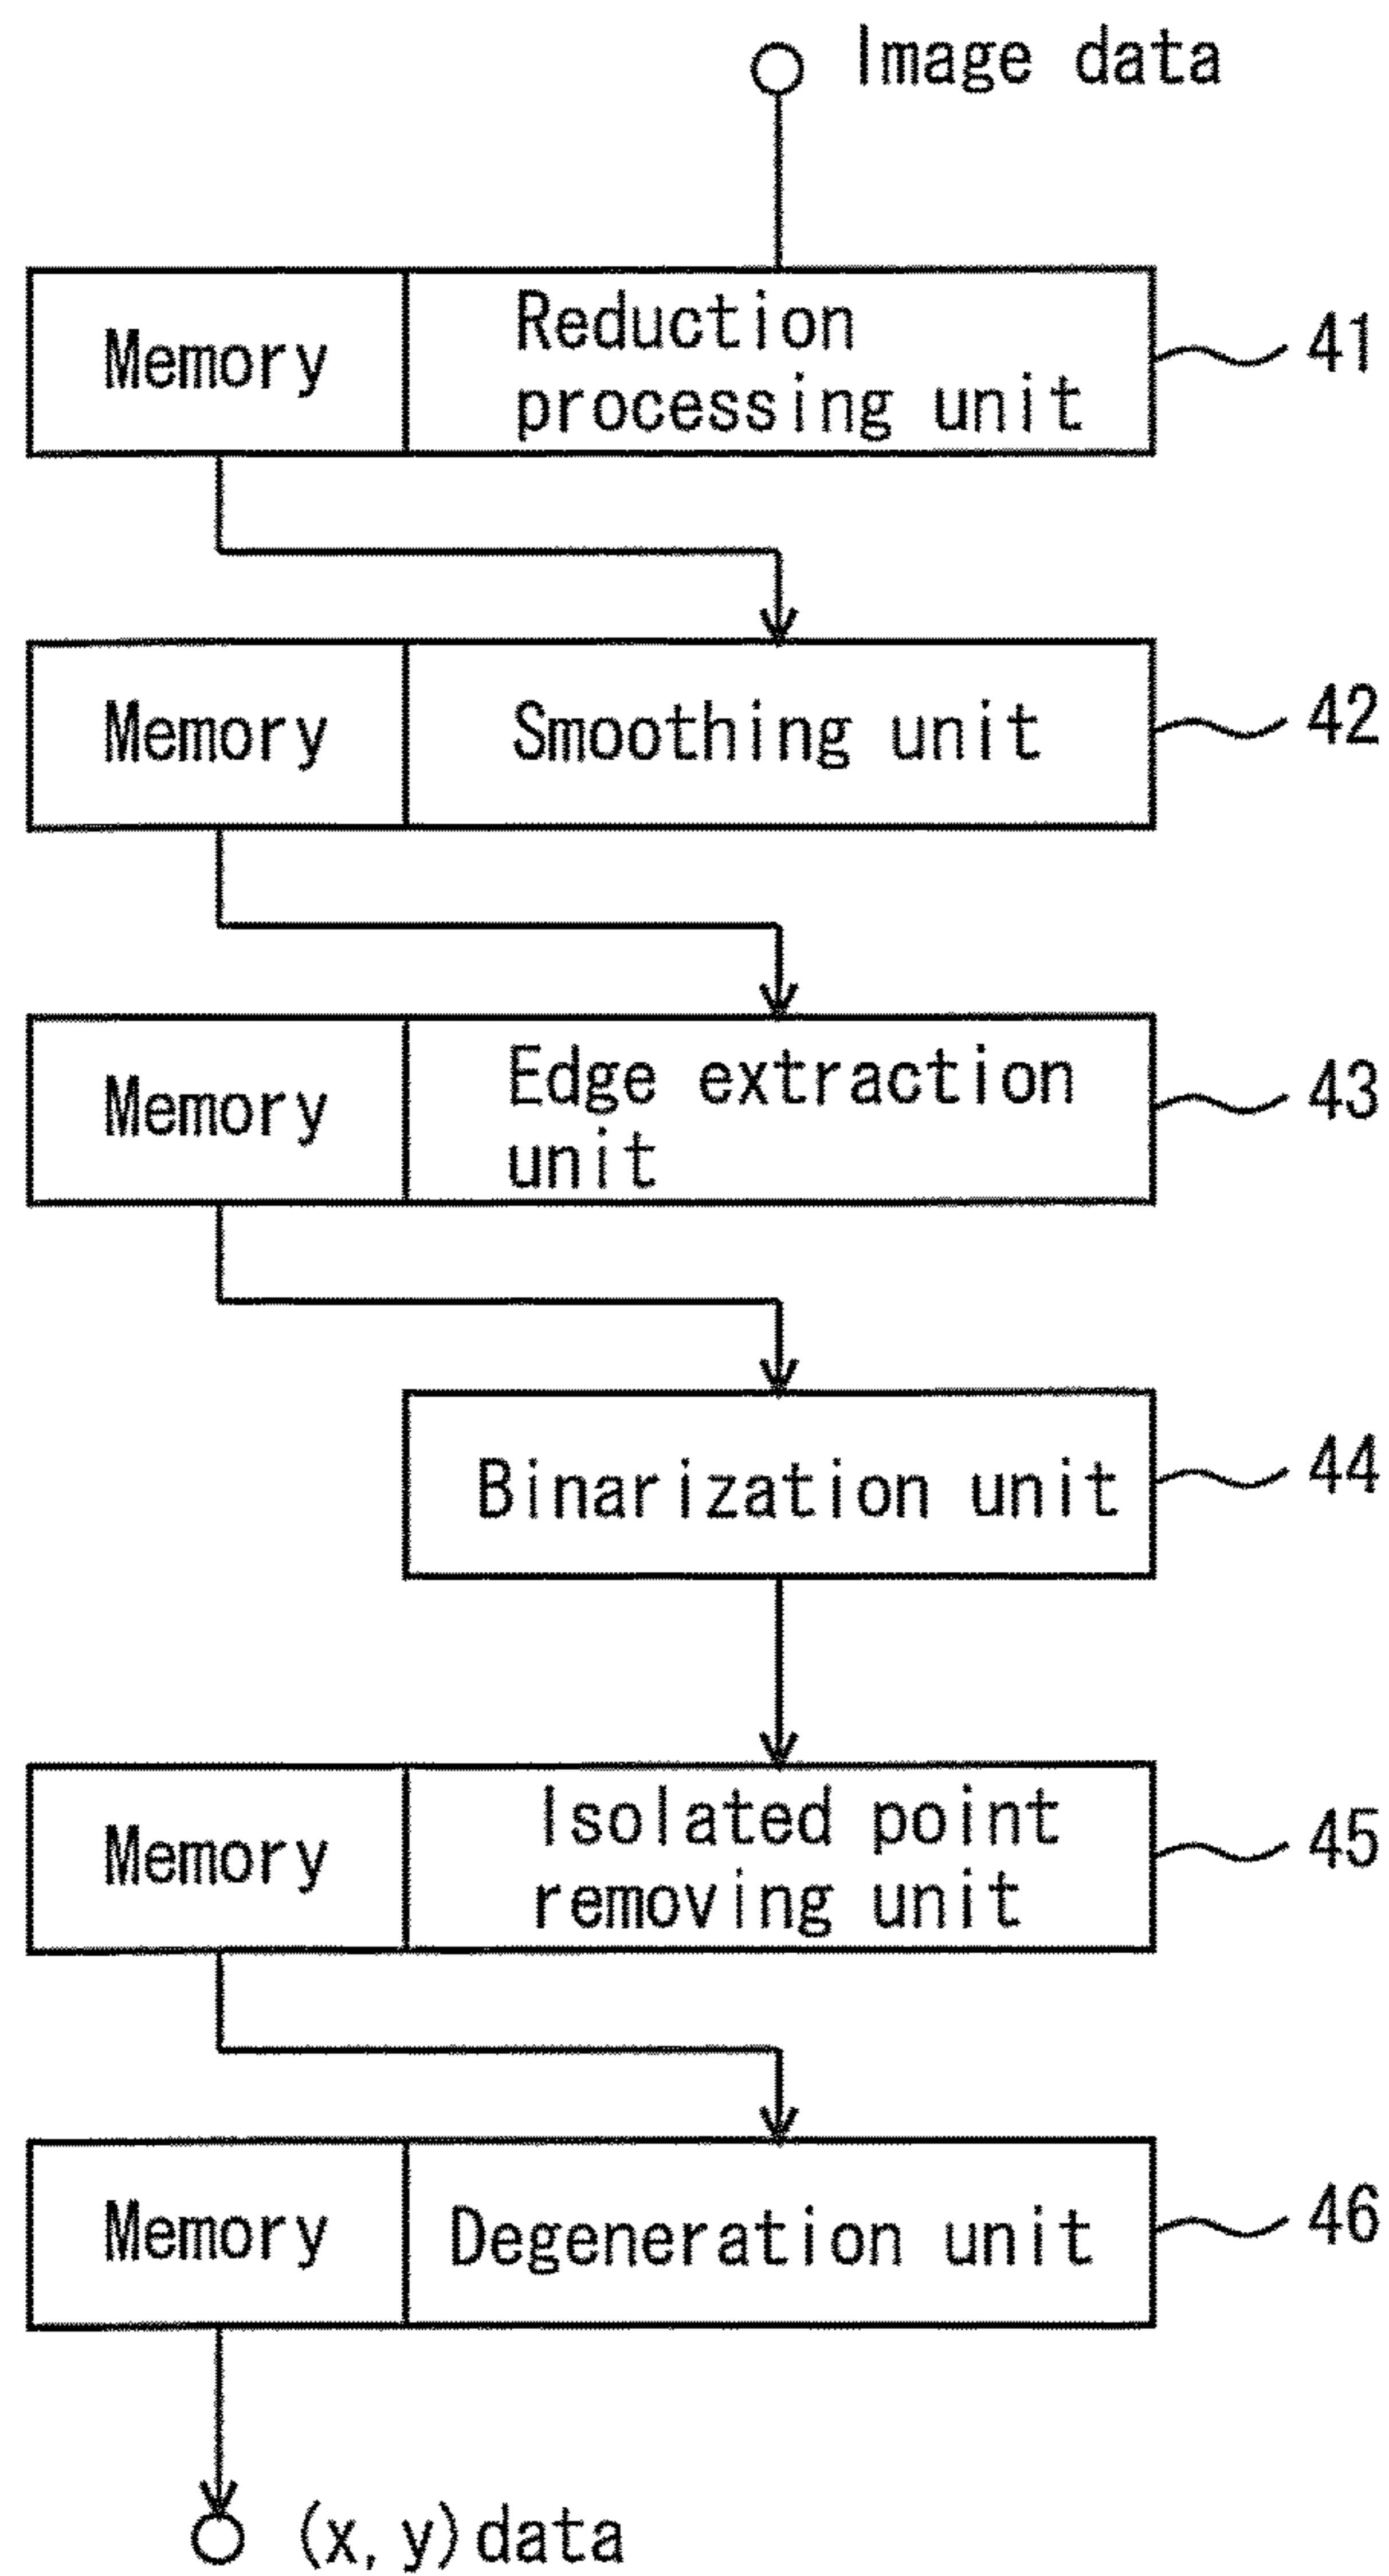 Image data
Memory
Reduction
processing unit
41
Memory
Smoothing unit
42
Memory
Edge extraction
unit
43
Binarization unit
44
Memory
Isolated point
removing unit
45
Memory
Degeneration unit
46
(x, y) data